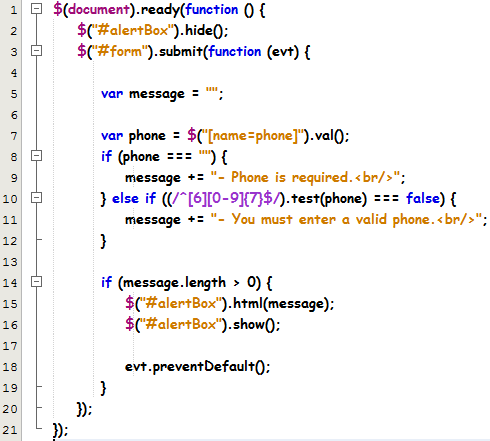 1 $(document).ready(function () {
2 $("#alertBox").hide();
3 $("#form").submit(function (evt) {
4
5 var message = "";
6
7 var phone = $("[name=phone]").val();
8 if (phone === "") {
9 message += "- Phone is required.<br/>";
10 } else if ((/^[6][0-9]{7}$/).test(phone) === false) {
11 message += "- You must enter a valid phone.<br/>";
12 }
13
14 if (message.length > 0) {
15 $("#alertBox").html(message);
16 $("#alertBox").show();
17
18 evt.preventDefault();
19 }
20 });
21 });